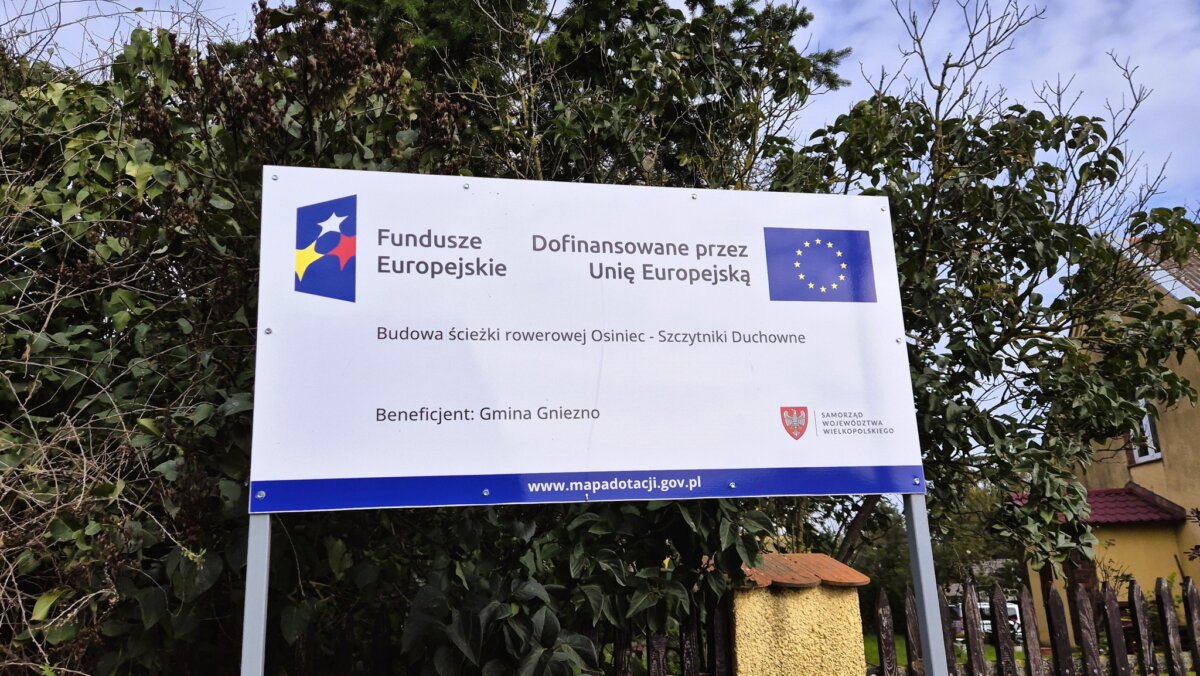 Fundusze
Europejskie
Dofinansowane przez
Unię Europejską
Budowa ścieżki rowerowej Osiniec - Szczytniki Duchowne
Beneficjent: Gmina Gniezno
SAMORZĄD
WOJEWÓDZTWA
WIELKOPOLSKIEGO
www.mapadotacji.gov.pl